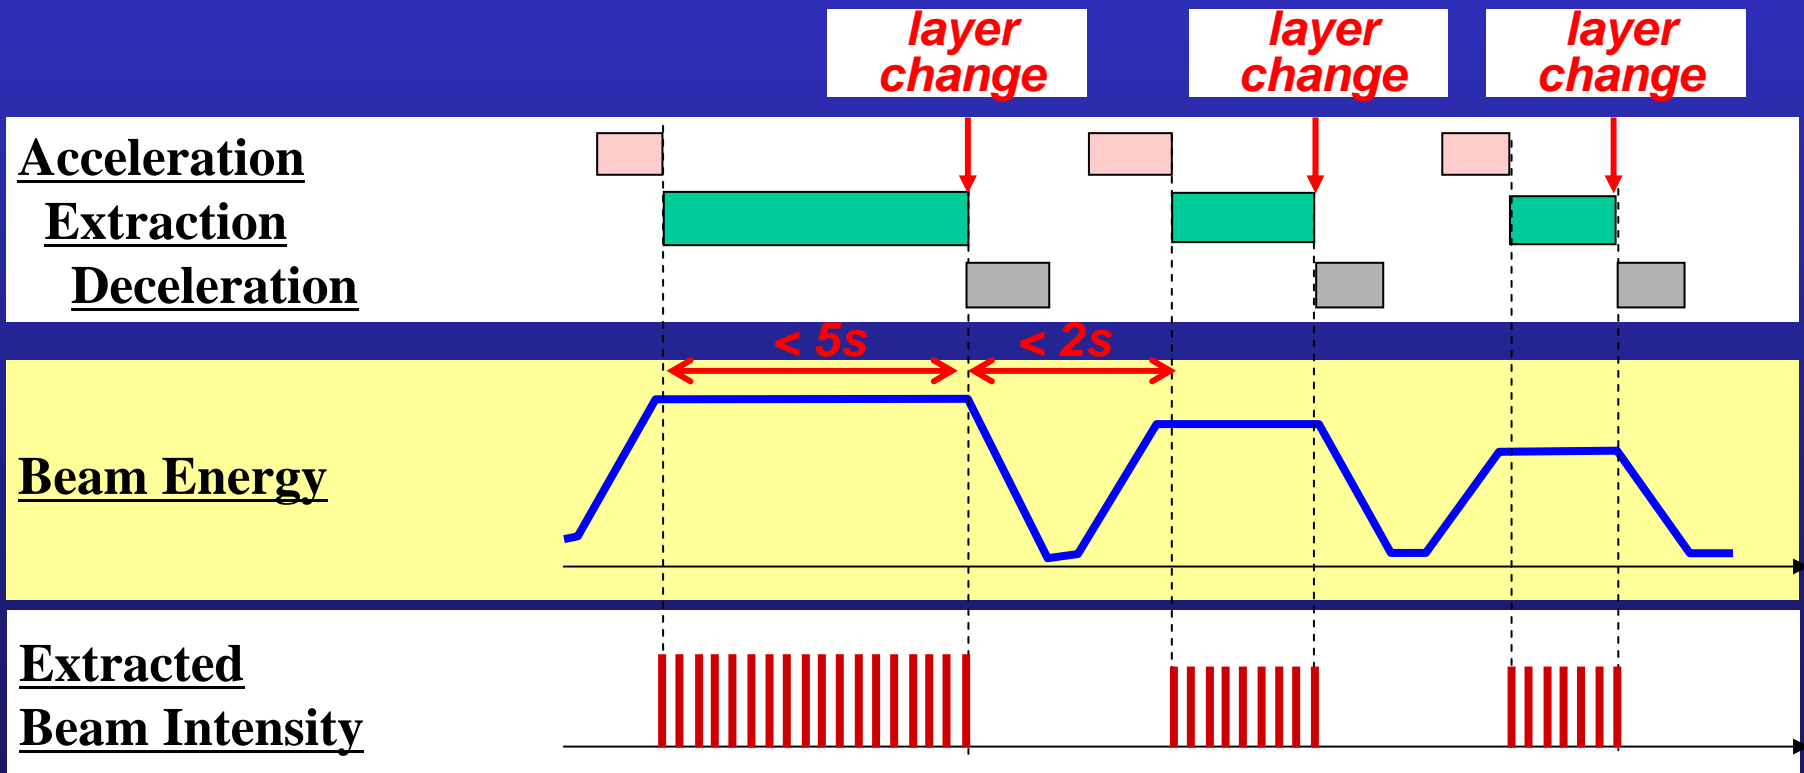 layer
change
layer
change
layer
change
Acceleration
Extraction
Deceleration
< 5s
< 2s
Beam Energy
Extracted
Beam Intensity